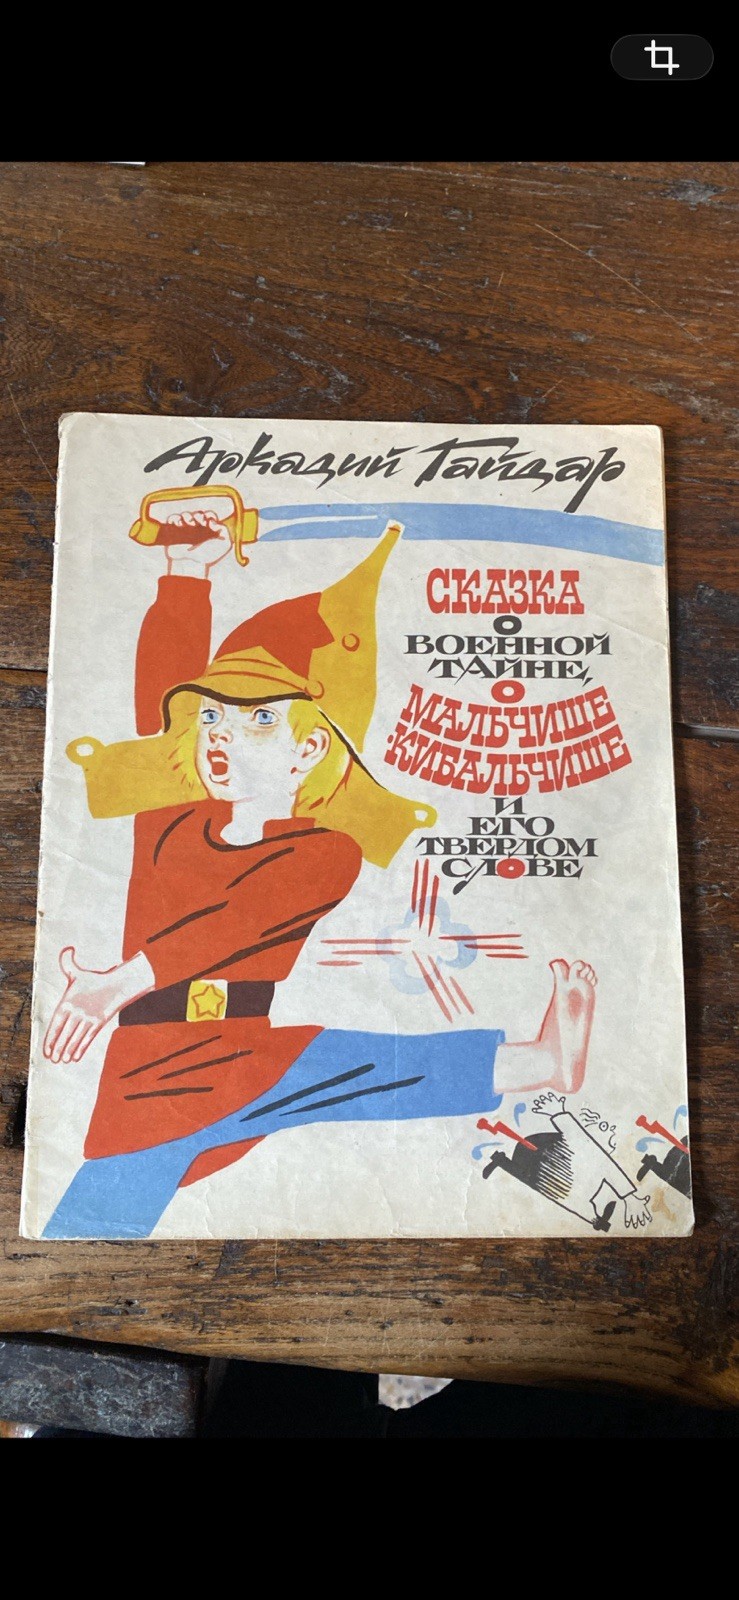 Аркадий Гайдар
СКАЗКА
О
ВОЕННОЙ
ТАЙНЕ,
О
МАЛЬЧИШЕ
-КИБАЛЬЧИШЕ
И
ЕГО
ТВЕРДОМ
СЛОВЕ